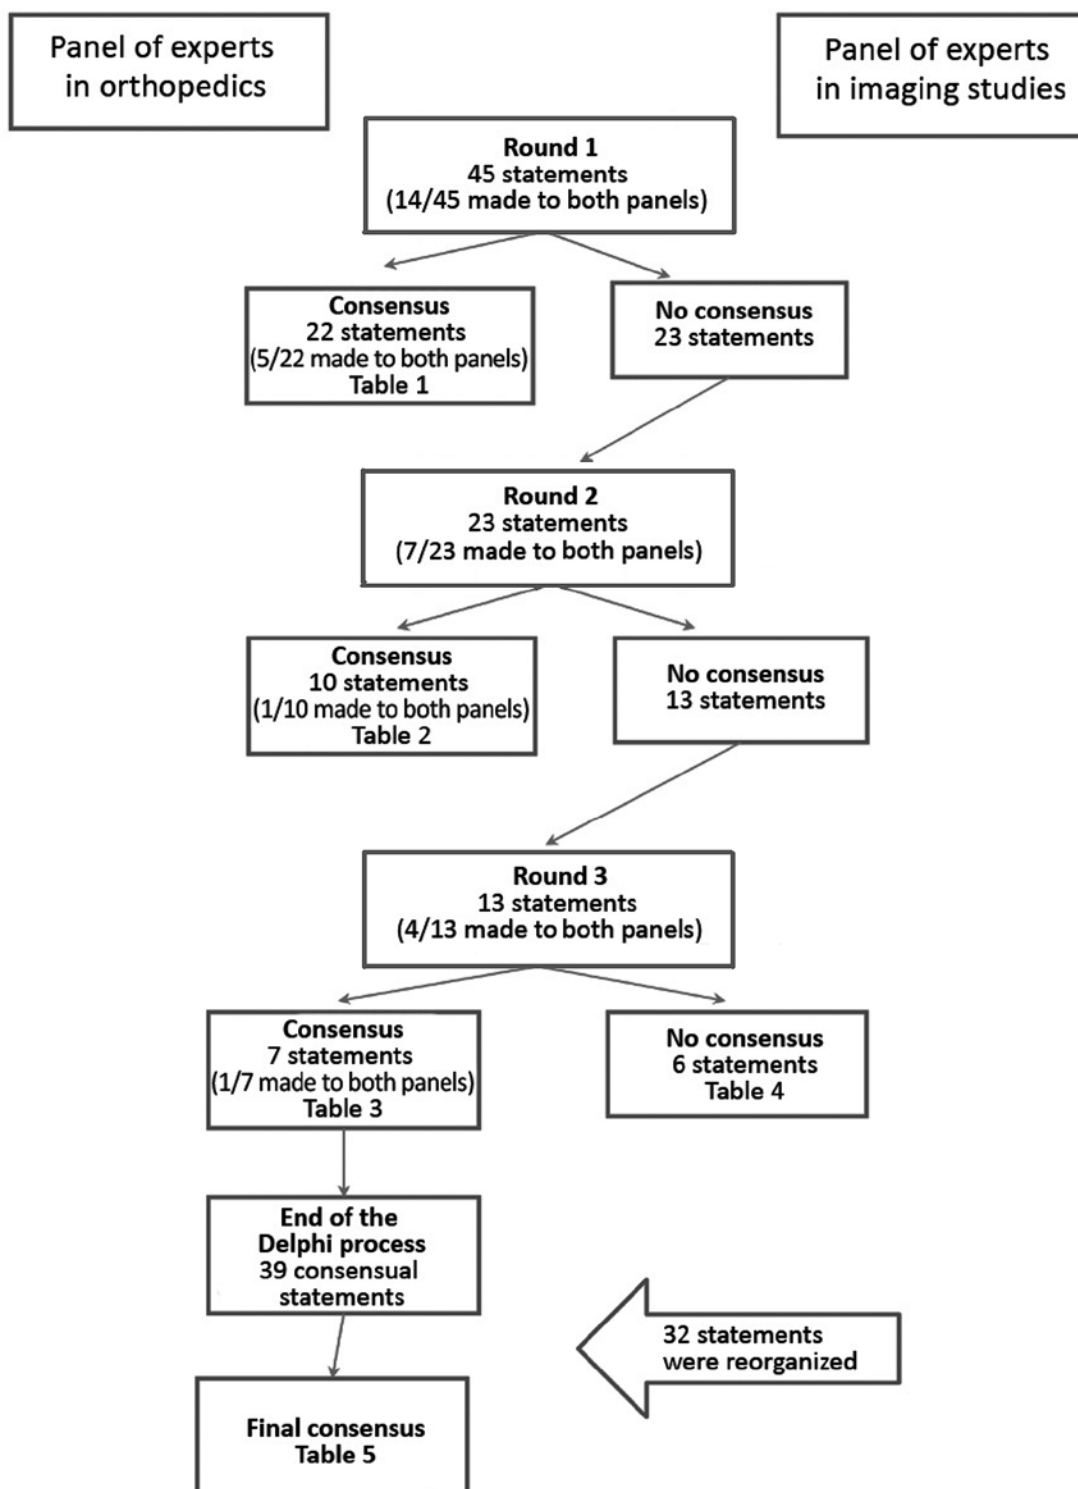 Panel of experts
in orthopedics
Panel of experts
in imaging studies
Round 1
45 statements
(14/45 made to both panels)
Consensus
22 statements
(5/22 made to both panels)
Table 1
No consensus
23 statements
Round 2
23 statements
(7/23 made to both panels)
Consensus
10 statements
(1/10 made to both panels)
Table 2
No consensus
13 statements
Round 3
13 statements
(4/13 made to both panels)
Consensus
7 statements
(1/7 made to both panels)
Table 3
No consensus
6 statements
Table 4
End of the
Delphi process
39 consensual
statements
32 statements
were reorganized
Final consensus
Table 5